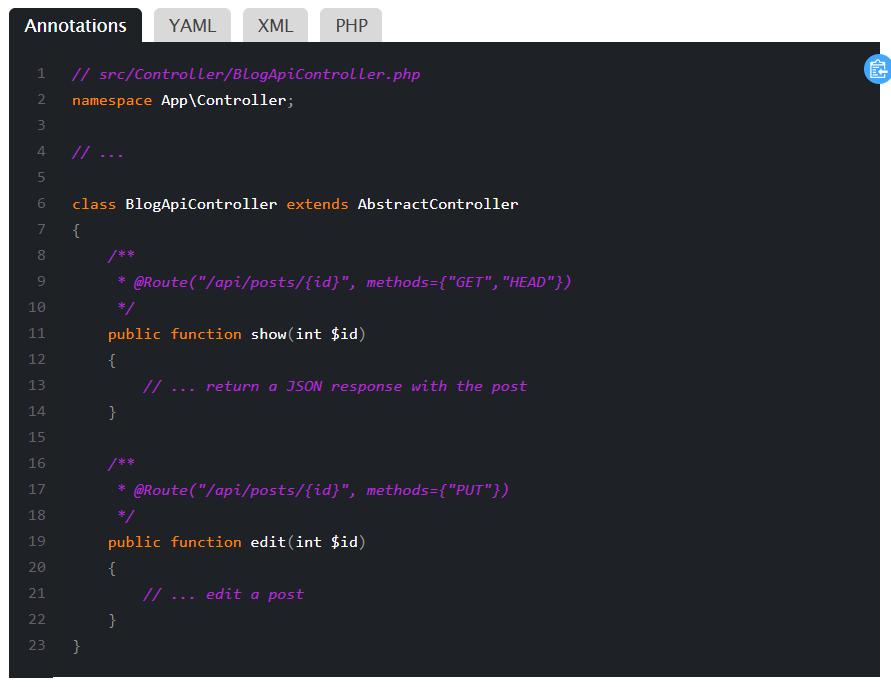 Annotations YAML XML PHP
1 // src/Controller/BlogApiController.php
2 namespace App\Controller;
3
4 // ...
5
6 class BlogApiController extends AbstractController
7 {
8     /**
9      * @Route("/api/posts/{id}", methods={"GET","HEAD"})
10      */
11     public function show(int $id)
12     {
13         // ... return a JSON response with the post
14     }
15
16     /**
17      * @Route("/api/posts/{id}", methods={"PUT"})
18      */
19     public function edit(int $id)
20     {
21         // ... edit a post
22     }
23 }